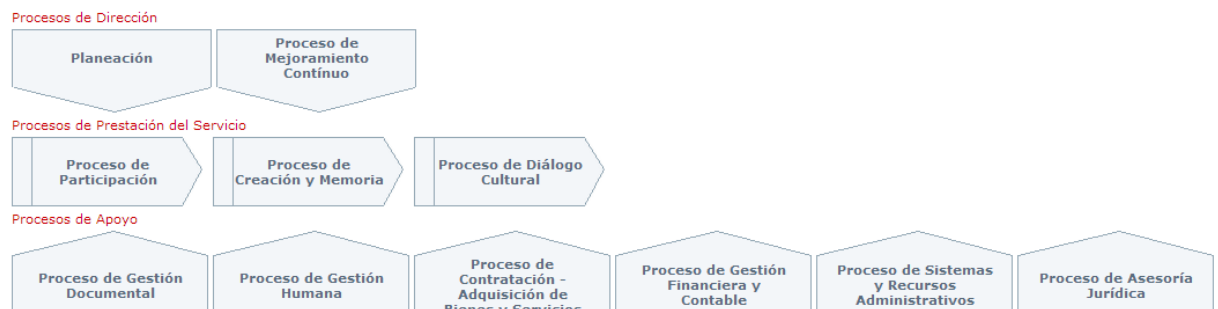 Procesos de Dirección
Planeación
Proceso de
Mejoramiento
Contínuo
Procesos de Prestación del Servicio
Proceso de
Participación
Proceso de
Creación y Memoria
Proceso de Diálogo
Cultural
Procesos de Apoyo
Proceso de Gestión
Documental
Proceso de Gestión
Humana
Proceso de
Contratación -
Adquisición de
Bienes y Servicios
Proceso de Gestión
Financiera y
Contable
Proceso de Sistemas
y Recursos
Administrativos
Proceso de Asesoría
Jurídica